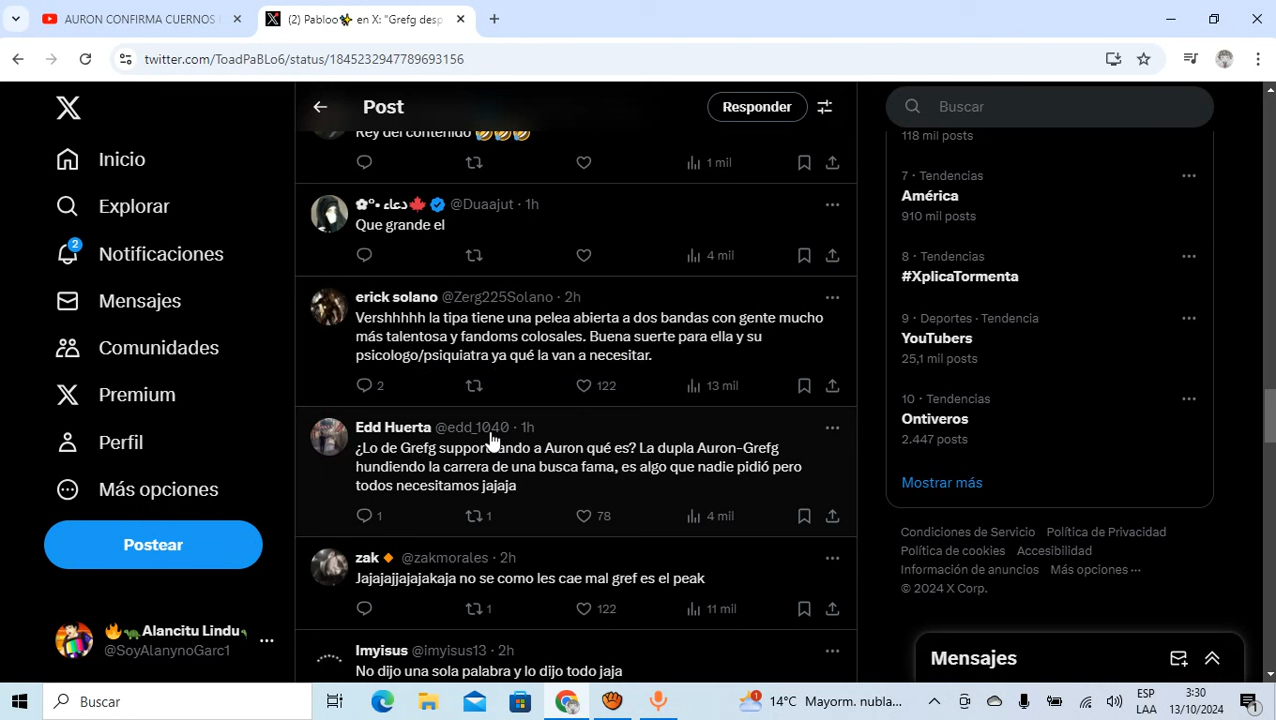 AURON CONFIRMA CUERNOS
(2) Pabloo✨ en X: "Grefg desp
twitter.com/ToadPaBLo6/status/1845232947789693156
Inicio
Explorar
2
Notificaciones
Mensajes
Comunidades
Premium
Perfil
Más opciones
Postear
🔥🐢Alancitu Lindu
@SoyAlanynoGarc1
Post
Responder
Rey del contenido 🤣🤣🤣
1 mil
✿º• دعاء🍁 @Duaajut · 1h
Que grande el
4 mil
erick solano @Zerg225Solano · 2h
Vershhhhh la tipa tiene una pelea abierta a dos bandas con gente mucho
más talentosa y fandoms colosales. Buena suerte para ella y su
psicologo/psiquiatra ya qué la van a necesitar.
2 122 13 mil
Edd Huerta @edd_1040 · 1h
¿Lo de Grefg supporteando a Auron qué es? La dupla Auron-Grefg
hundiendo la carrera de una busca fama, es algo que nadie pidió pero
todos necesitamos jajaja
1 1 78 4 mil
zak🔸 @zakmorales · 2h
Jajajajjajajakaja no se como les cae mal gref es el peak
1 122 11 mil
Imyisus @imyisus13 · 2h
No dijo una sola palabra y lo dijo todo jaja
Buscar
118 mil posts
7 · Tendencias
América
910 mil posts
8 · Tendencias
#XplicaTormenta
9 · Deportes · Tendencia
YouTubers
25,1 mil posts
10 · Tendencias
Ontiveros
2.447 posts
Mostrar más
Condiciones de Servicio Política de Privacidad
Política de cookies Accesibilidad
Información de anuncios Más opciones ···
© 2024 X Corp.
Mensajes
Buscar
1
14°C Mayorm. nubla...
ESP
LAA
3:30
13/10/2024
1